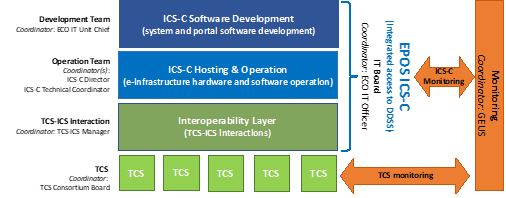 Development Team
Coordinator: ECO IT Unit Chief
ICS-C Software Development
(system and portal software development)
Operation Team
Coordinator(s):
ICS-C Director
ICS-C Technical Coordinator
ICS-C Hosting & Operation
(e-Infrastructure hardware and software operation)
TCS-ICS Interaction
Coordinator: TCS-ICS Manager
Interoperability Layer
(TCS-ICS Interactions)
TCS
Coordinator:
TCS Consortium Board
TCS
TCS
TCS
TCS
TCS
IT Board
Coordinator: ECO IT Officer
EPOS ICS-C
(Integrated access to DDSS)
ICS-C
Monitoring
TCS monitoring
Monitoring
Coordinator: GEUS